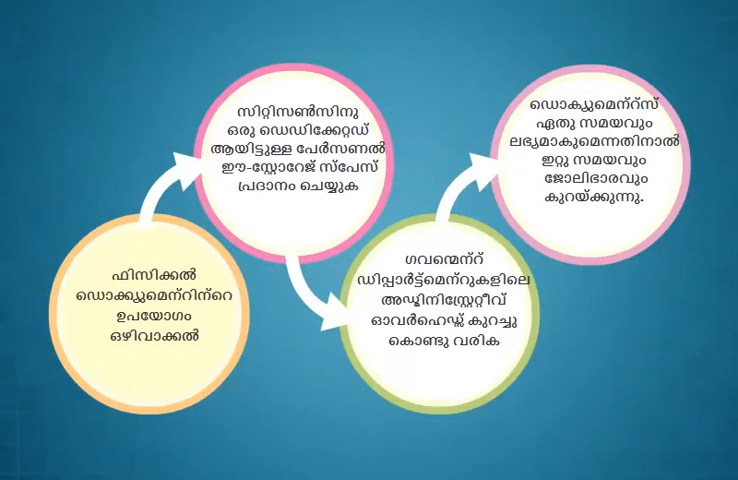 ഫിസിക്കൽ
ഡൊക്ക്യുമെന്റിന്റെ
ഉപയോഗം
ഒഴിവാക്കൽ
സിറ്റിസൺസിനു
ഒരു ഡെഡിക്കേറ്റഡ്
ആയിട്ടുള്ള പേർസണൽ
ഈ-സ്റ്റോറേജ് സ്പേസ്
പ്രദാനം ചെയ്യുക
ഗവന്മെന്റ്
ഡിപ്പാർട്ട്മെന്റുകളിലെ
അഡ്മിനിസ്ട്രേറ്റീവ്
ഓവർഹെഡ്സ് കുറച്ചു
കൊണ്ടു വരിക
ഡൊക്യുമെന്റ്സ്
ഏതു സമയവും
ലഭ്യമാകുമെന്നതിനാൽ
ഇറ്റു സമയവും
ജോലിഭാരവും
കുറയ്ക്കുന്നു.